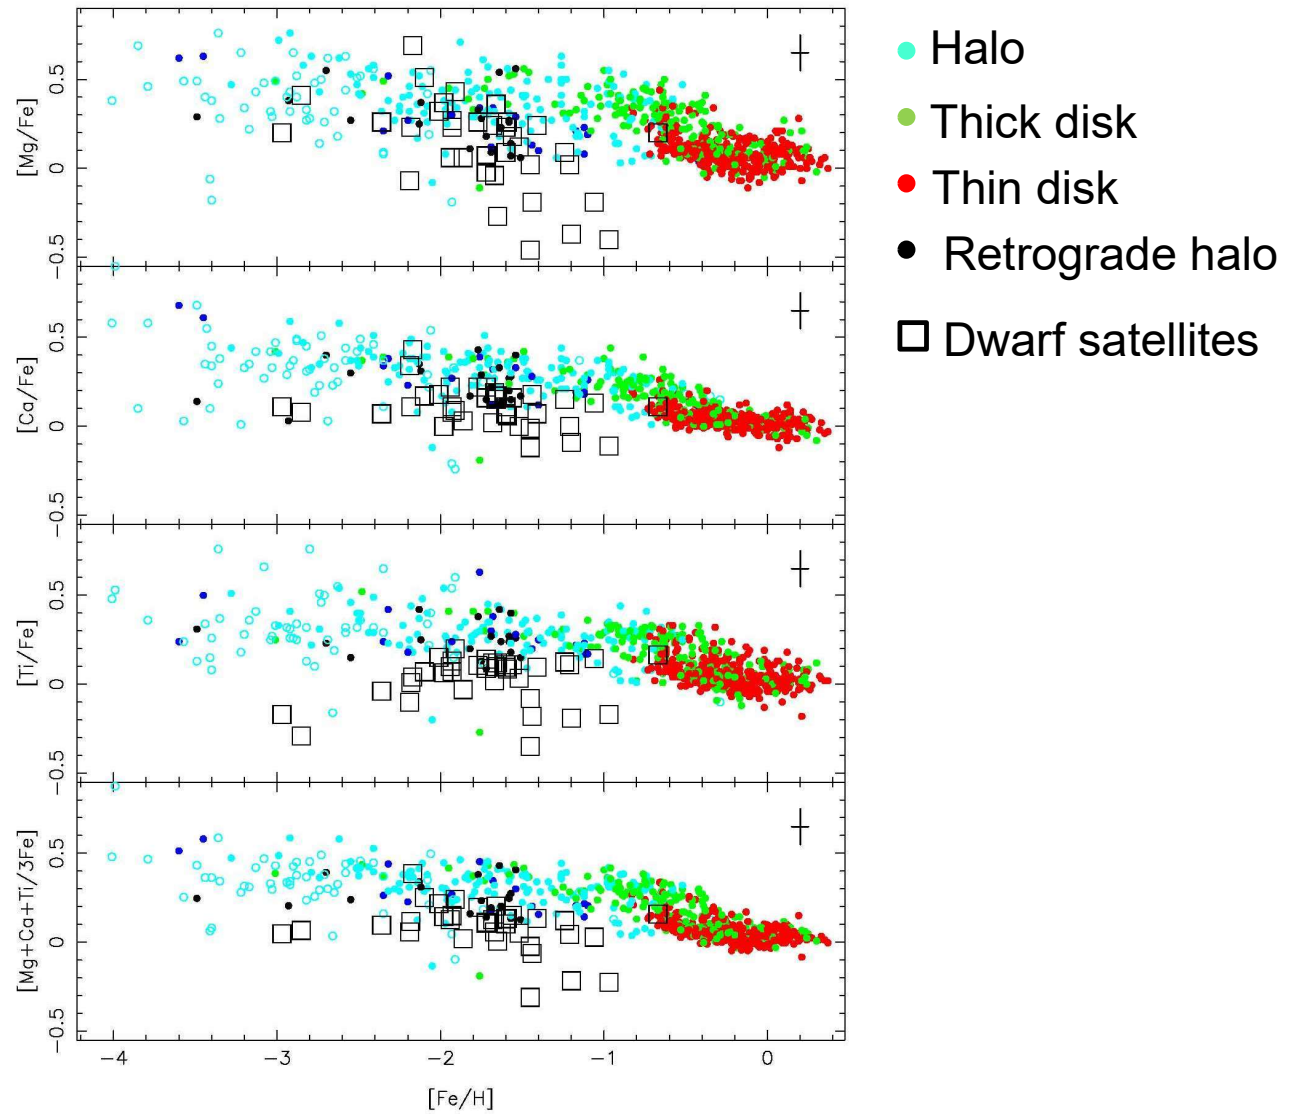 [Mg/Fe]
0.5
0
−0.5
[Ca/Fe]
0.5
0
−0.5
[Ti/Fe]
0.5
0
−0.5
[Mg+Ca+Ti/3Fe]
0.5
0
−0.5
−4 −3 −2 −1 0
[Fe/H]
Halo
Thick disk
Thin disk
Retrograde halo
Dwarf satellites